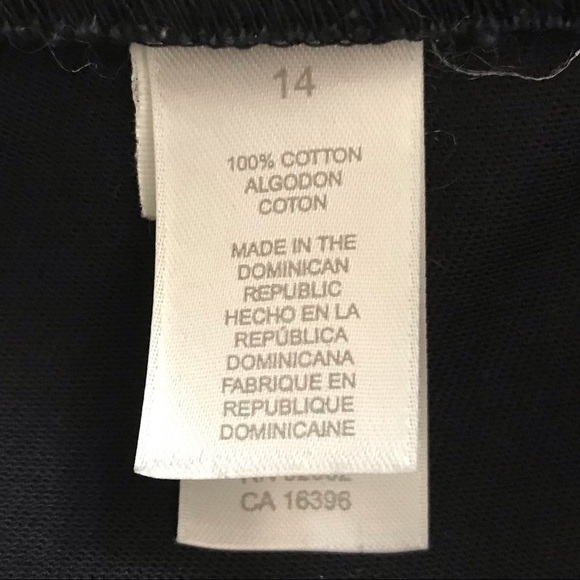 14
100% COTTON
ALGODON
COTON
MADE IN THE
DOMINICAN
REPUBLIC
HECHO EN LA
REPÚBLICA
DOMINICANA
FABRIQUE EN
REPUBLIQUE
DOMINICAINE
CA 16396